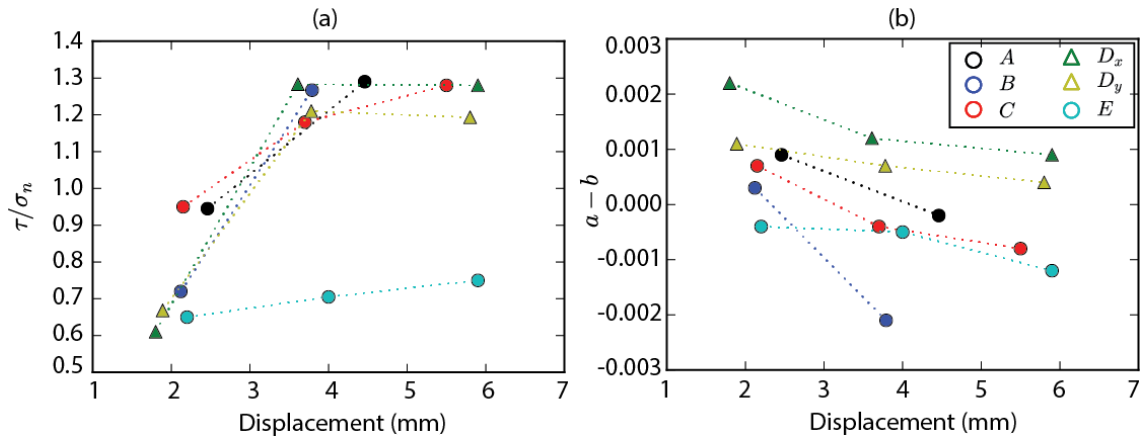 (a)
1.4
1.3
1.2
1.1
1.0
0.9
0.8
0.7
0.6
0.5
τ/σn
1 2 3 4 5 6 7
Displacement (mm)
(b)
0.003
0.002
0.001
0.000
-0.001
-0.002
-0.003
a − b
A Dx
B Dy
C E
1 2 3 4 5 6 7
Displacement (mm)